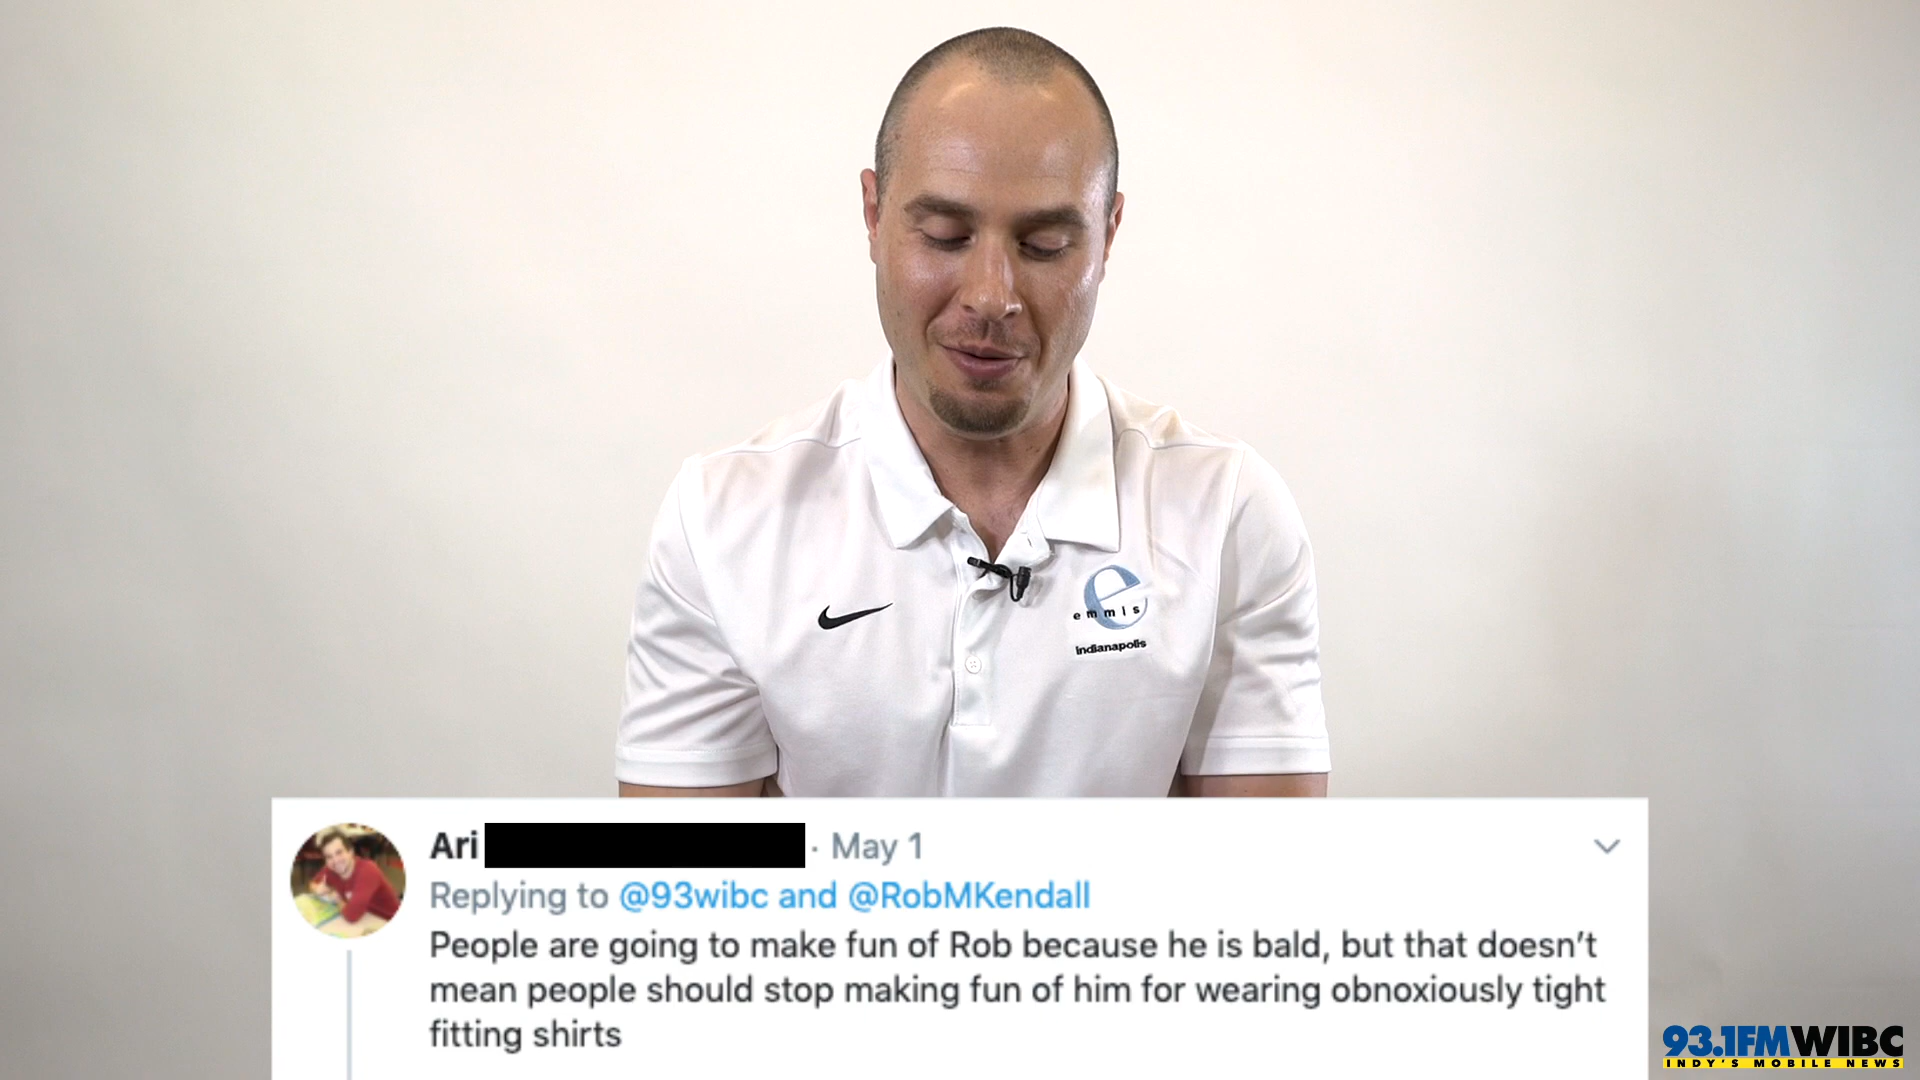 emmis
indianapolis
Ari · May 1
Replying to @93wibc and @RobMKendall
People are going to make fun of Rob because he is bald, but that doesn't
mean people should stop making fun of him for wearing obnoxiously tight
fitting shirts
93.1FM WIBC
INDY'S MOBILE NEWS